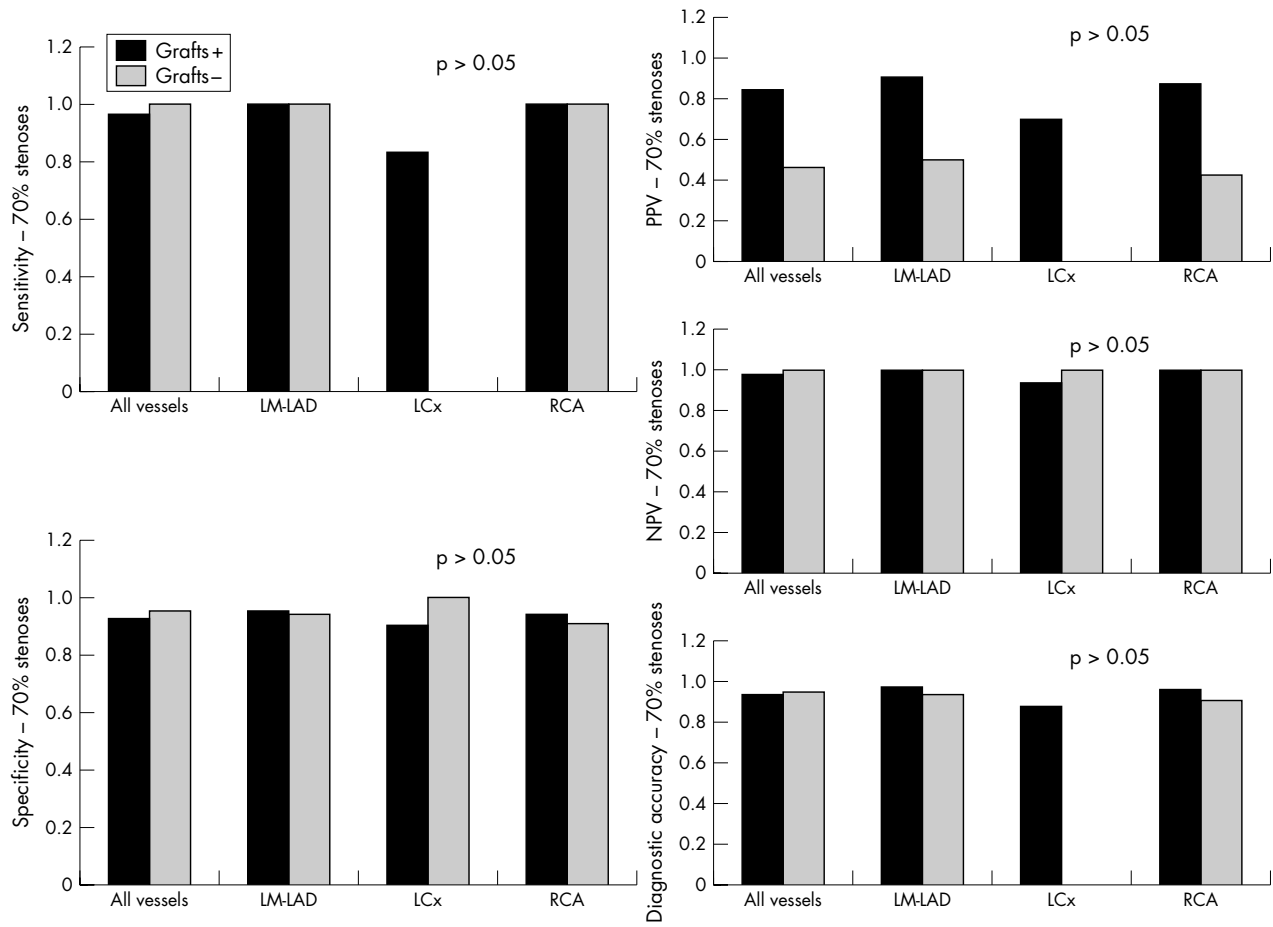 Grafts+
Grafts–
p > 0.05
1.2
1.0
0.8
0.6
0.4
0.2
0
Sensitivity – 70% stenoses
All vessels LM-LAD LCx RCA
p > 0.05
1.2
1.0
0.8
0.6
0.4
0.2
0
Specificity – 70% stenoses
All vessels LM-LAD LCx RCA
p > 0.05
1.2
1.0
0.8
0.6
0.4
0.2
0
PPV – 70% stenoses
All vessels LM-LAD LCx RCA
p > 0.05
1.2
1.0
0.8
0.6
0.4
0.2
0
NPV – 70% stenoses
All vessels LM-LAD LCx RCA
p > 0.05
1.2
1.0
0.8
0.6
0.4
0.2
0
Diagnostic accuracy – 70% stenoses
All vessels LM-LAD LCx RCA